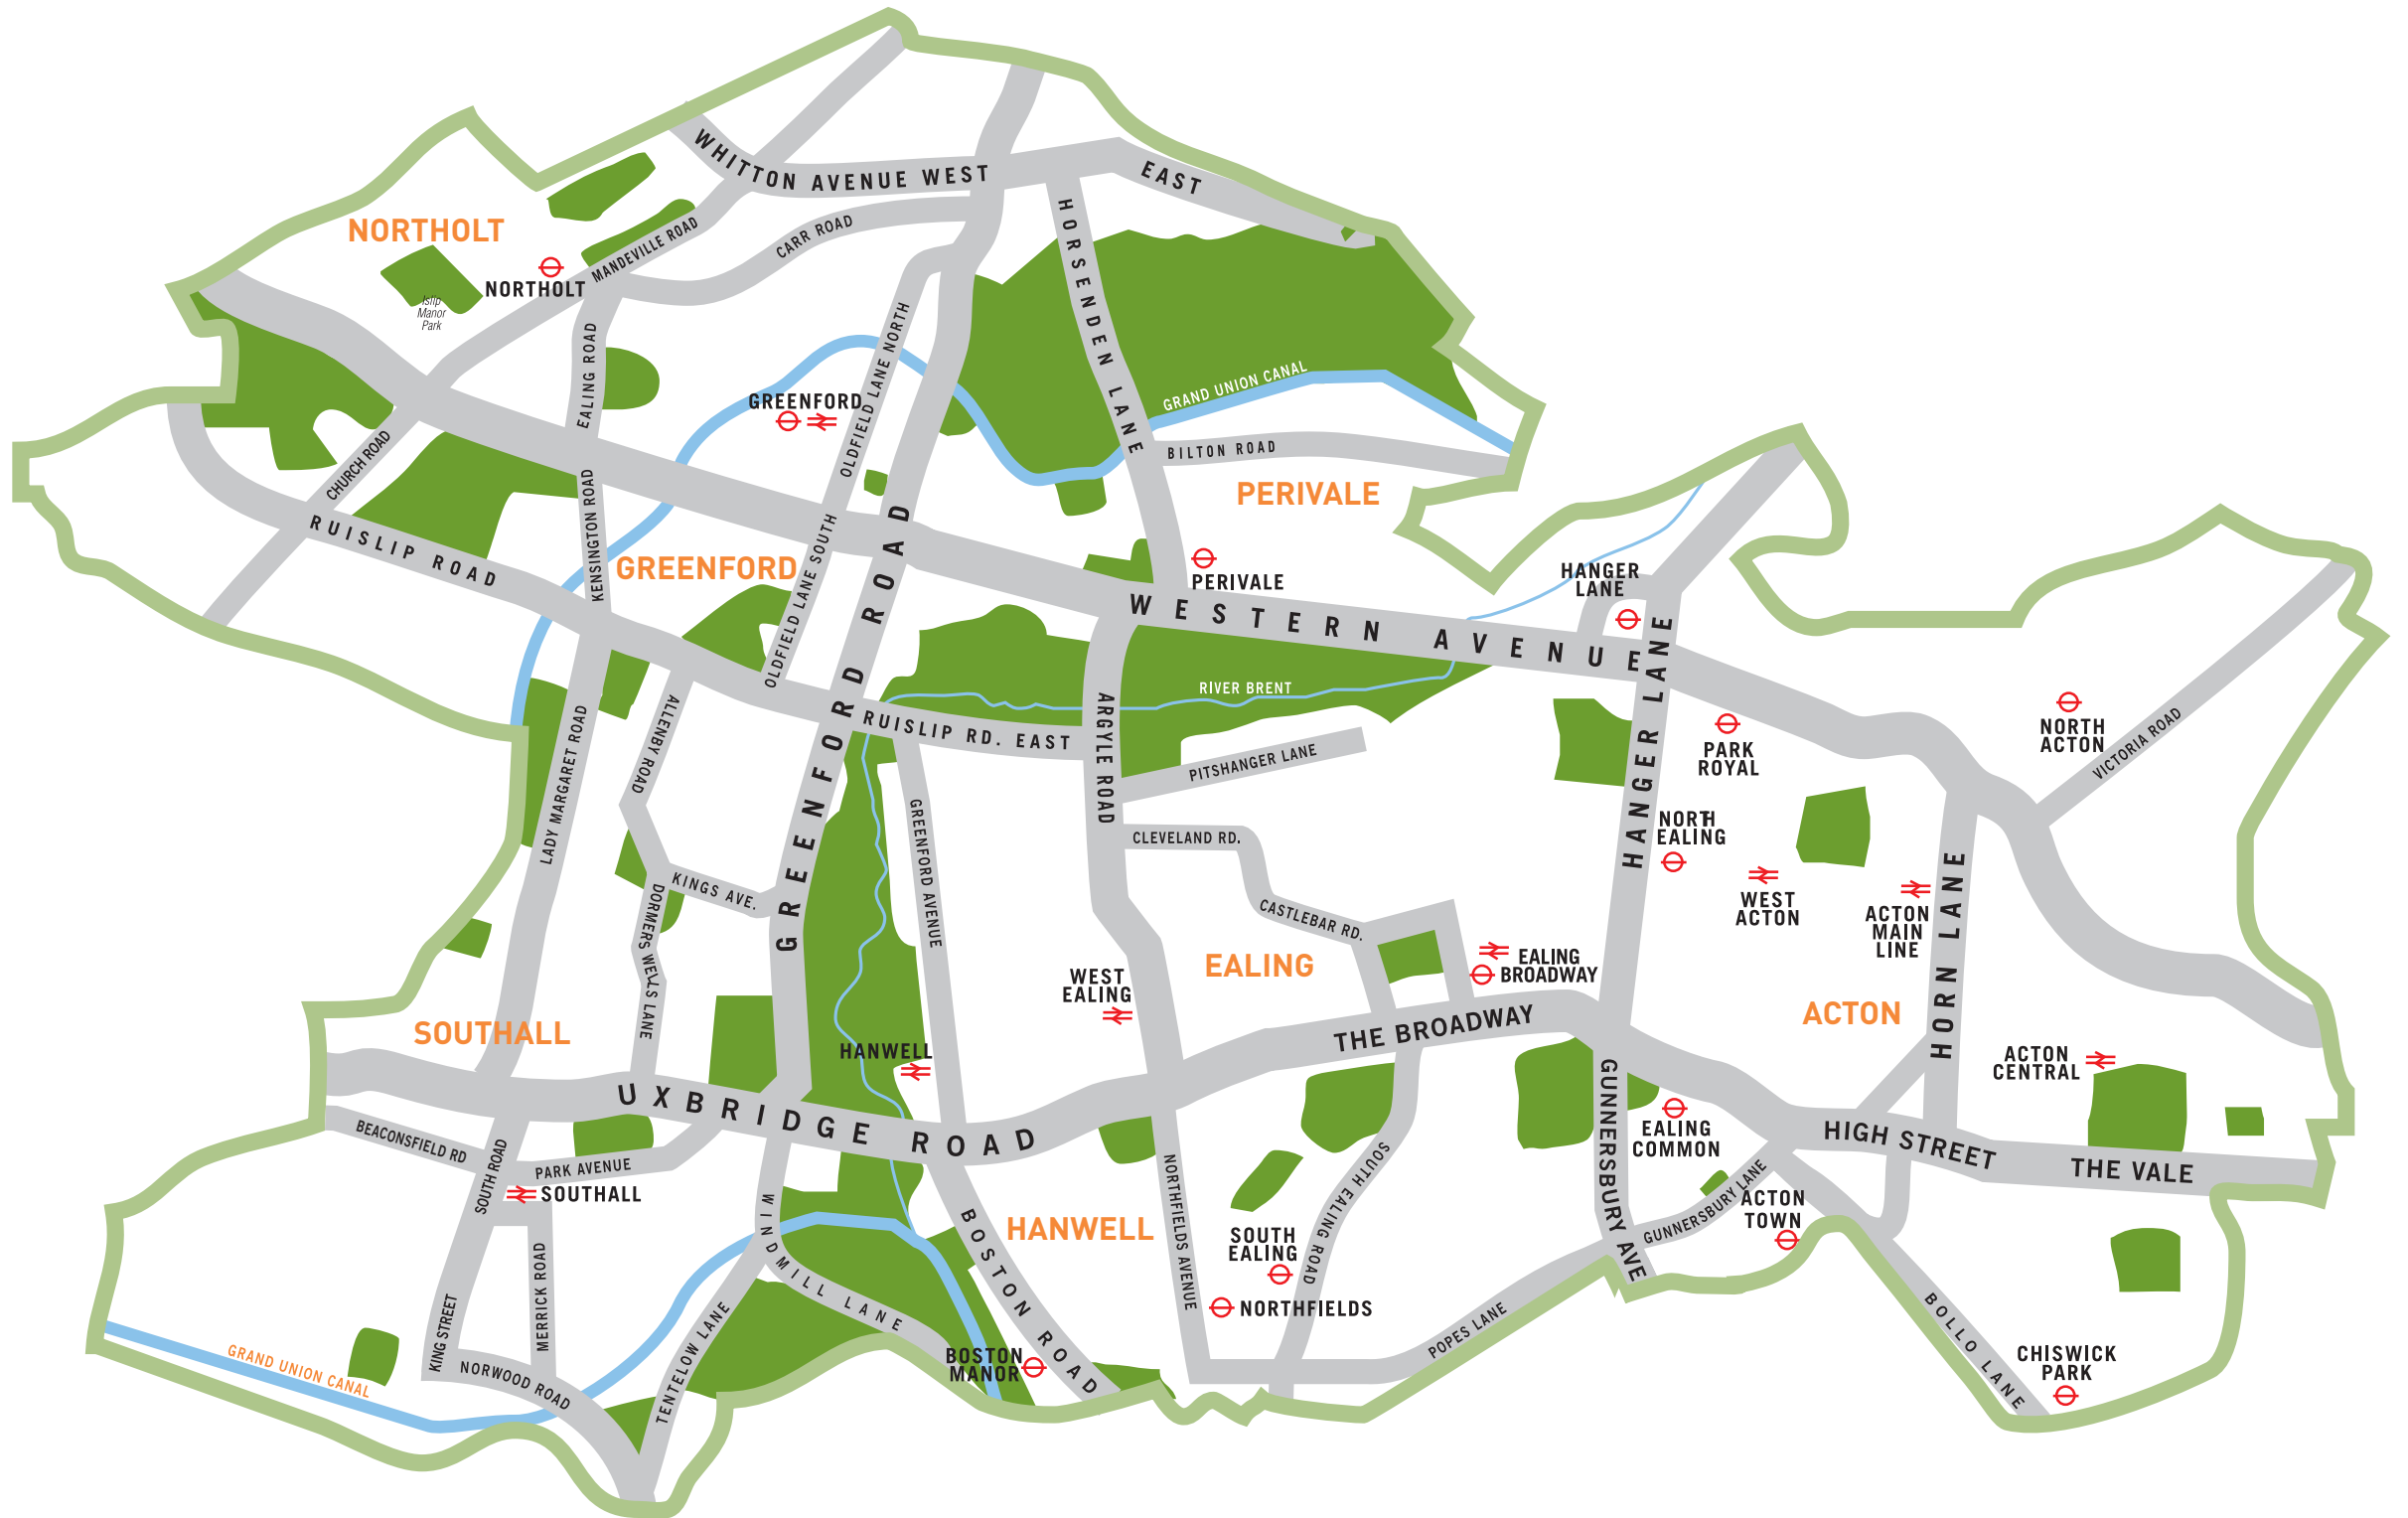 WHITTON AVENUE WEST
EAST
NORTHOLT
MANDEVILLE ROAD
CARR ROAD
HORSENDEN LANE
NORTHOLT
Islip
Manor
Park
EALING ROAD
OLDFIELD LANE NORTH
GREENFORD
GRAND UNION CANAL
BILTON ROAD
CHURCH ROAD
PERIVALE
RUISLIP ROAD
KENSINGTON ROAD
GREENFORD
OLDFIELD LANE SOUTH
GREENFORD ROAD
PERIVALE
WESTERN AVENUE
HANGER
LANE
HANGER LANE
RIVER BRENT
RUISLIP RD. EAST
ARGYLE ROAD
PITSHANGER LANE
ALLENBY ROAD
LADY MARGARET ROAD
PARK
ROYAL
NORTH
ACTON
VICTORIA ROAD
NORTH
EALING
CLEVELAND RD.
GREENFORD AVENUE
KINGS AVE.
DORMERS WELLS LANE
CASTLEBAR RD.
WEST
ACTON
ACTON
MAIN
LINE
HORN LANE
EALING
EALING
BROADWAY
WEST
EALING
SOUTHALL
ACTON
THE BROADWAY
HANWELL
UXBRIDGE ROAD
GUNNERSBURY AVE
ACTON
CENTRAL
EALING
COMMON
HIGH STREET
THE VALE
BEACONSFIELD RD
SOUTH ROAD
PARK AVENUE
SOUTHALL
WINDMILL LANE
BOSTON ROAD
HANWELL
NORTHFIELDS AVENUE
SOUTH EALING ROAD
SOUTH
EALING
NORTHFIELDS
GUNNERSBURY LANE
ACTON
TOWN
POPES LANE
BOLLO LANE
CHISWICK
PARK
MERRICK ROAD
KING STREET
NORWOOD ROAD
TENTELOW LANE
GRAND UNION CANAL
BOSTON
MANOR